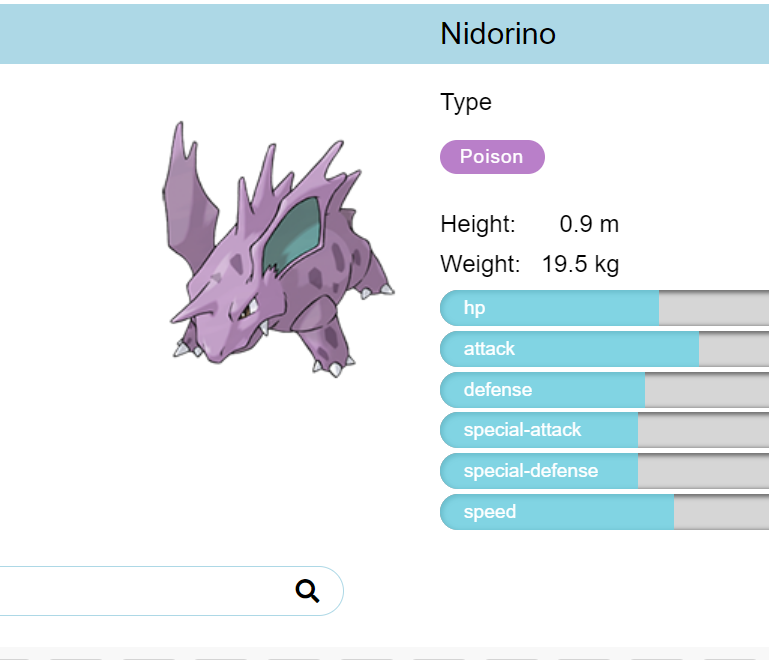 Nidorino
Type
Poison
Height: 0.9 m
Weight: 19.5 kg
hp
attack
defense
special-attack
special-defense
speed